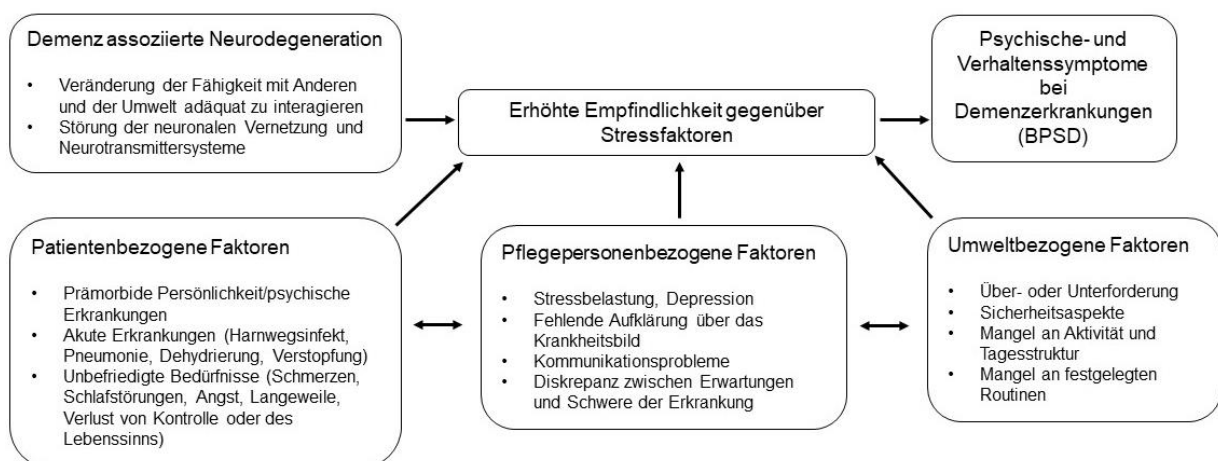 Demenz assoziierte Neurodegeneration
• Veränderung der Fähigkeit mit Anderen
und der Umwelt adäquat zu interagieren
• Störung der neuronalen Vernetzung und
Neurotransmittersysteme
Erhöhte Empfindlichkeit gegenüber
Stressfaktoren
Psychische- und
Verhaltenssymptome
bei
Demenzerkrankungen
(BPSD)
Patientenbezogene Faktoren
• Prämorbide Persönlichkeit/psychische
Erkrankungen
• Akute Erkrankungen (Harnwegsinfekt,
Pneumonie, Dehydrierung, Verstopfung)
• Unbefriedigte Bedürfnisse (Schmerzen,
Schlafstörungen, Angst, Langeweile,
Verlust von Kontrolle oder des
Lebenssinns)
Pflegepersonenbezogene Faktoren
• Stressbelastung, Depression
• Fehlende Aufklärung über das
Krankheitsbild
• Kommunikationsprobleme
• Diskrepanz zwischen Erwartungen
und Schwere der Erkrankung
Umweltbezogene Faktoren
• Über- oder Unterforderung
• Sicherheitsaspekte
• Mangel an Aktivität und
Tagesstruktur
• Mangel an festgelegten
Routinen